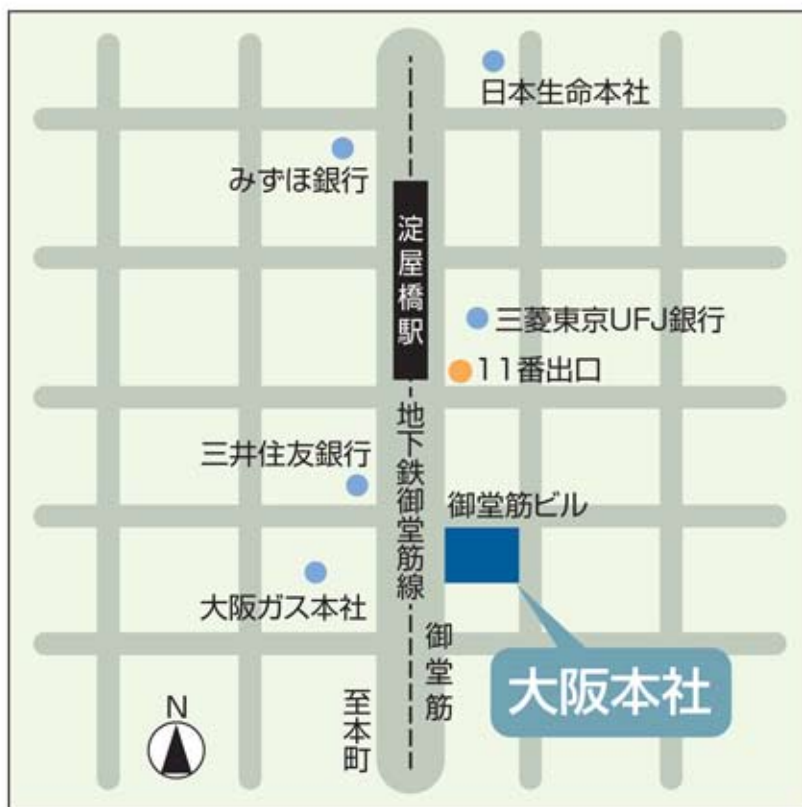 日本生命本社
みずほ銀行
淀屋橋駅
三菱東京UFJ銀行
11番出口
地下鉄御堂筋線
三井住友銀行
御堂筋ビル
大阪ガス本社
御堂筋
大阪本社
至本町
N